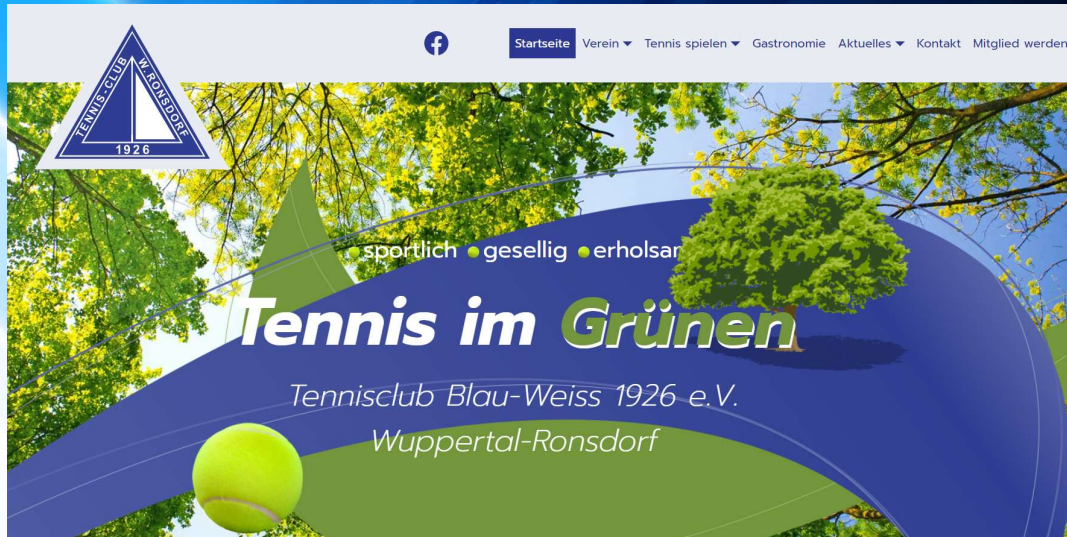 TENNIS-CLUB W. RONSDORF
1926
Startseite Verein Tennis spielen Gastronomie Aktuelles Kontakt Mitglied werden
sportlich gesellig erholsam
Tennis im Grünen
Tennisclub Blau-Weiss 1926 e.V.
Wuppertal-Ronsdorf